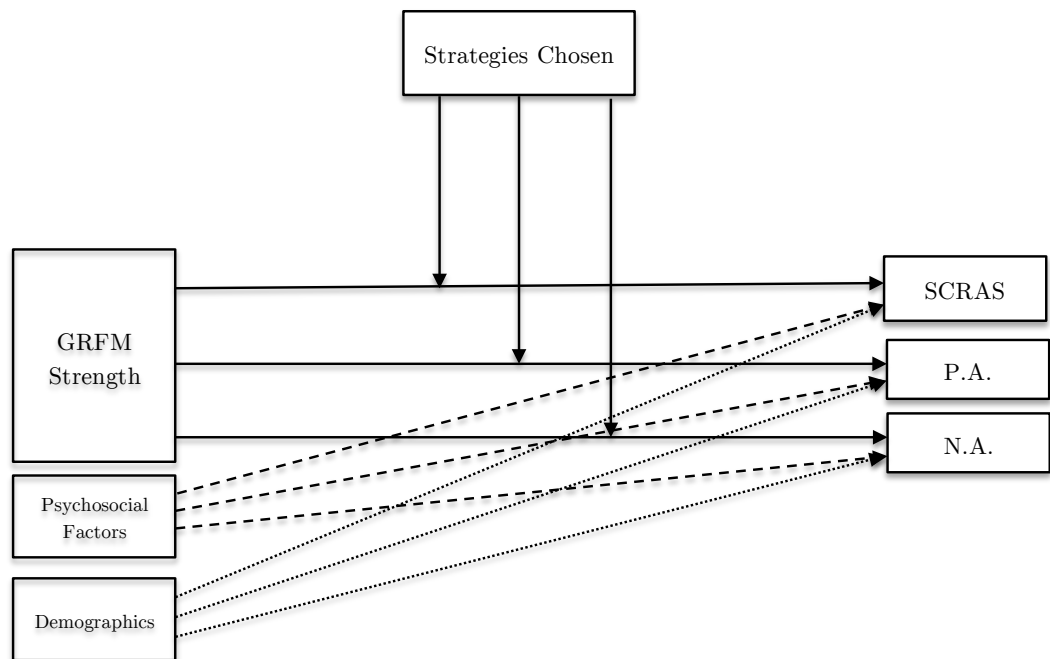 Strategies Chosen
GRFM
Strength
SCRAS
P.A.
N.A.
Psychosocial
Factors
Demographics